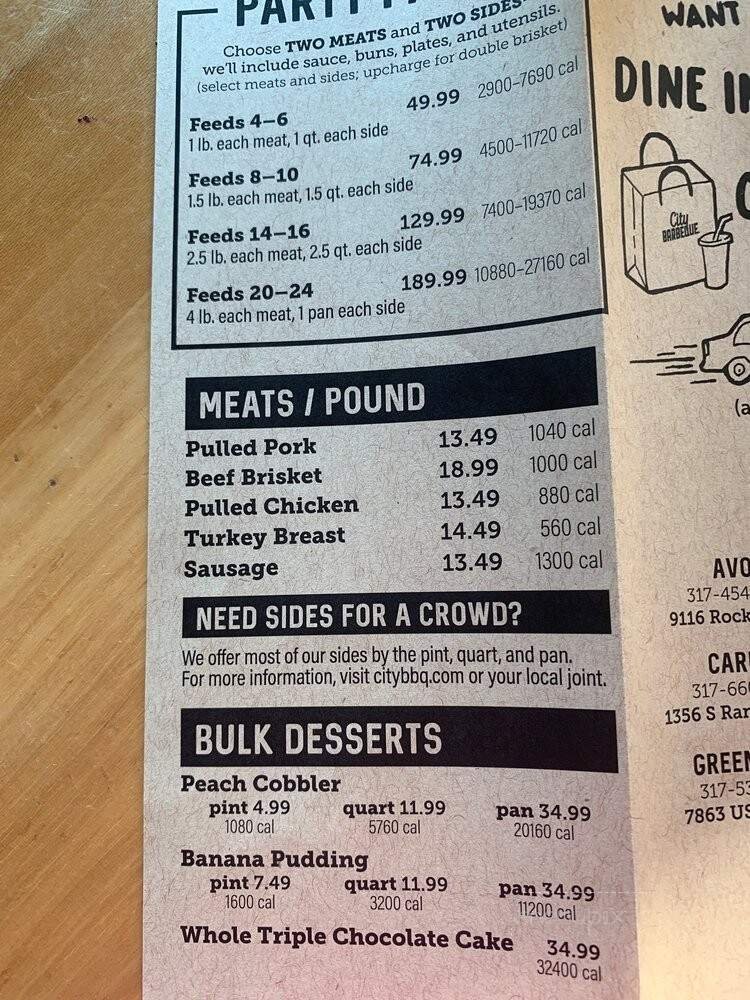 PARTY
Choose TWO MEATS and TWO SIDES
we'll include sauce, buns, plates, and utensils.
(select meats and sides; upcharge for double brisket)
Feeds 4–6 49.99 2900–7690 cal
1 lb. each meat, 1 qt. each side
Feeds 8–10 74.99 4500–11720 cal
1.5 lb. each meat, 1.5 qt. each side
Feeds 14–16 129.99 7400–19370 cal
2.5 lb. each meat, 2.5 qt. each side
Feeds 20–24 189.99 10880–27160 cal
4 lb. each meat, 1 pan each side
MEATS / POUND
Pulled Pork 13.49 1040 cal
Beef Brisket 18.99 1000 cal
Pulled Chicken 13.49 880 cal
Turkey Breast 14.49 560 cal
Sausage 13.49 1300 cal
NEED SIDES FOR A CROWD?
We offer most of our sides by the pint, quart, and pan.
For more information, visit citybbq.com or your local joint.
BULK DESSERTS
Peach Cobbler
pint 4.99 quart 11.99 pan 34.99
1080 cal 5760 cal 20160 cal
Banana Pudding
pint 7.49 quart 11.99 pan 34.99
1600 cal 3200 cal 11200 cal
Whole Triple Chocolate Cake 34.99
32400 cal
WANT
DINE
City
BARBEQUE
(a
AVO
317-454
9116 Rock
317-66
1356 S Ran
GREEN
317-53
7863 US